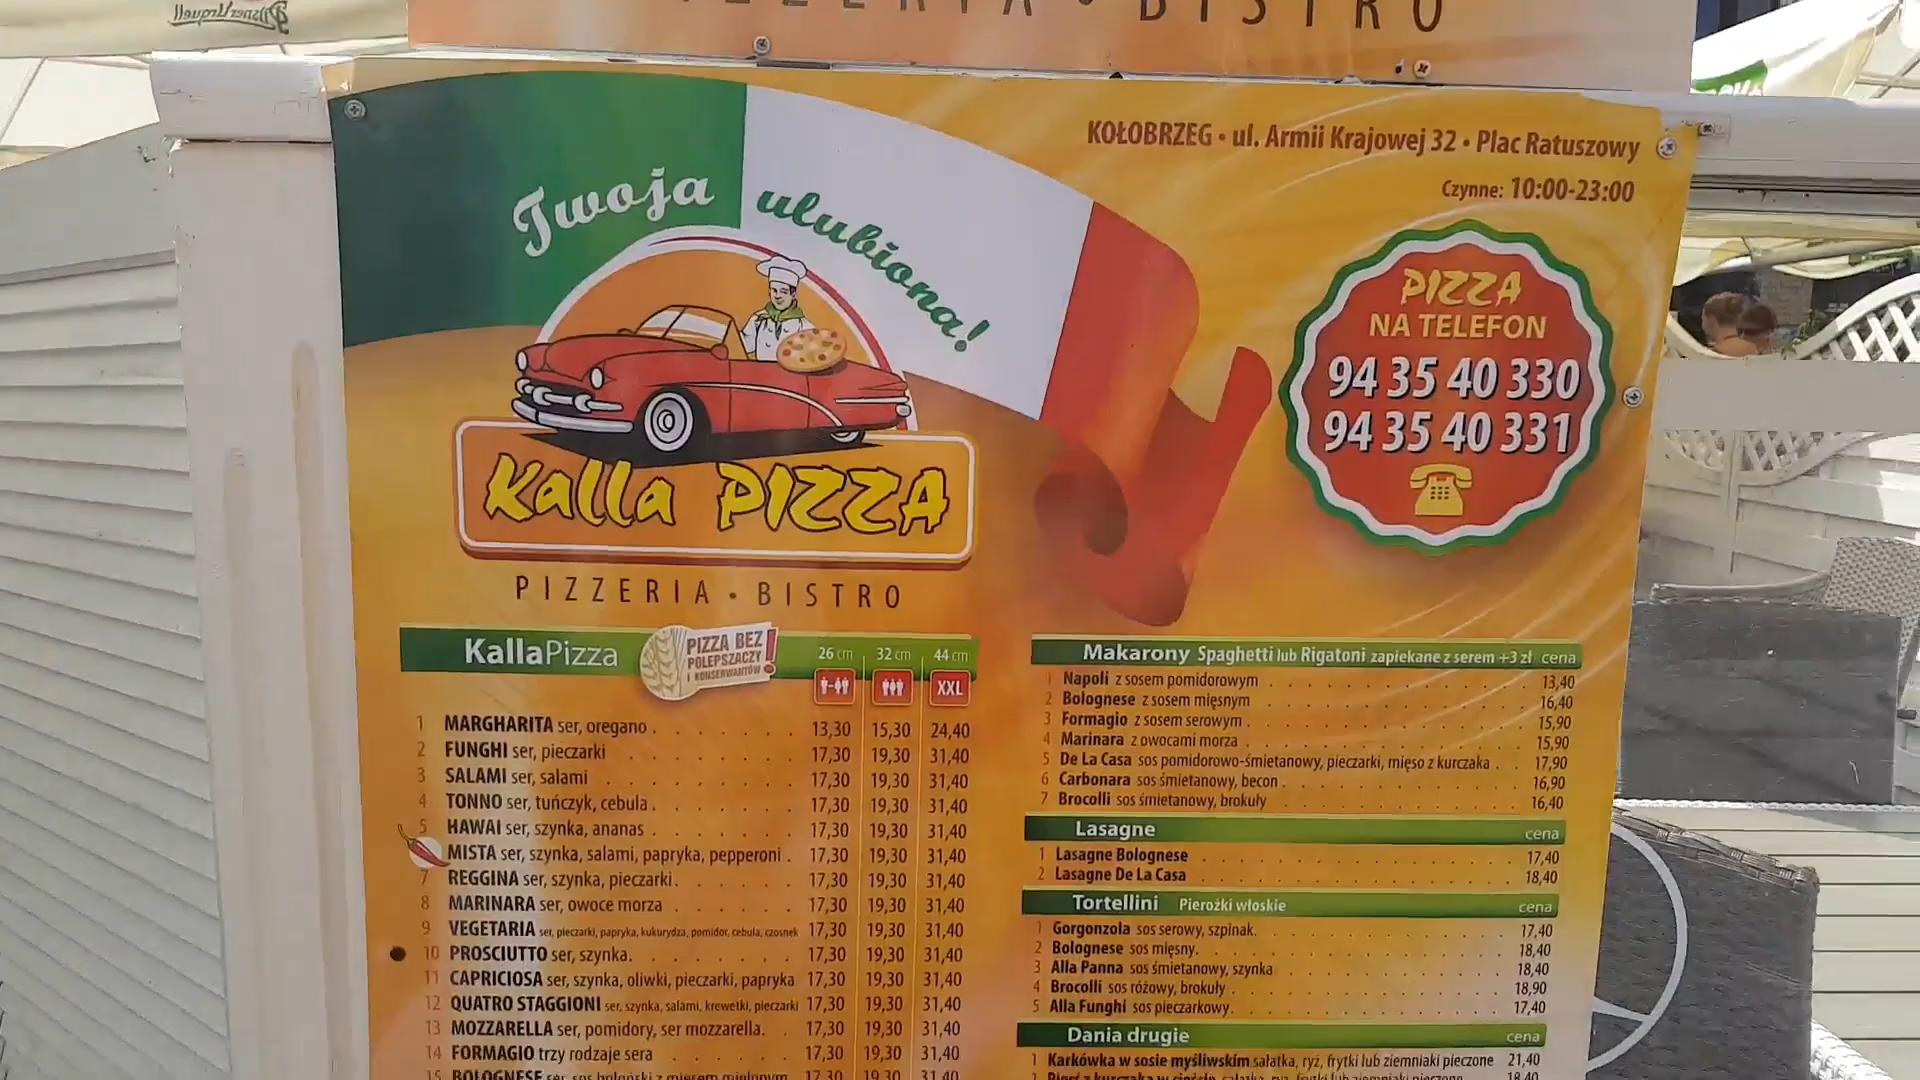 PIZZERIA • BISTRO
KOŁOBRZEG • ul. Armii Krajowej 32 • Plac Ratuszowy
Czynne: 10:00-23:00
Twoja ulubiona!
PIZZA
NA TELEFON
94 35 40 330
94 35 40 331
Kalla PIZZA
PIZZERIA • BISTRO
KallaPizza
PIZZA BEZ
POLEPSZACZY
I KONSERWANTÓW !
26 cm 32 cm 44 cm
XXL
1 MARGHARITA ser, oregano 13,30 15,30 24,40
2 FUNGHI ser, pieczarki 17,30 19,30 31,40
3 SALAMI ser, salami 17,30 19,30 31,40
4 TONNO ser, tuńczyk, cebula 17,30 19,30 31,40
5 HAWAI ser, szynka, ananas 17,30 19,30 31,40
MISTA ser, szynka, salami, papryka, pepperoni 17,30 19,30 31,40
7 REGGINA ser, szynka, pieczarki 17,30 19,30 31,40
8 MARINARA ser, owoce morza 17,30 19,30 31,40
9 VEGETARIA ser, pieczarki, papryka, kukurydza, pomidor, cebula, czosnek 17,30 19,30 31,40
10 PROSCIUTTO ser, szynka 17,30 19,30 31,40
11 CAPRICIOSA ser, szynka, oliwki, pieczarki, papryka 17,30 19,30 31,40
12 QUATRO STAGGIONI ser, szynka, salami, krewetki, pieczarki 17,30 19,30 31,40
13 MOZZARELLA ser, pomidory, ser mozzarella 17,30 19,30 31,40
14 FORMAGIO trzy rodzaje sera 17,30 19,30 31,40
15 BOLOGNESE ser, sos boloński z mięsem mielonym 17,30 19,30 31,40
Makarony Spaghetti lub Rigatoni zapiekane z serem +3 zł cena
1 Napoli z sosem pomidorowym 13,40
2 Bolognese z sosem mięsnym 16,40
3 Formagio z sosem serowym 15,90
4 Marinara z owocami morza 15,90
5 De La Casa sos pomidorowo-śmietanowy, pieczarki, mięso z kurczaka 17,90
6 Carbonara sos śmietanowy, becon 16,90
7 Brocolli sos śmietanowy, brokuły 16,40
Lasagne cena
1 Lasagne Bolognese 17,40
2 Lasagne De La Casa 18,40
Tortellini Pierożki włoskie cena
1 Gorgonzola sos serowy, szpinak 17,40
2 Bolognese sos mięsny 18,40
3 Alla Panna sos śmietanowy, szynka 18,40
4 Brocolli sos różowy, brokuły 18,90
5 Alla Funghi sos pieczarkowy 17,40
Dania drugie cena
1 Karkówka w sosie myśliwskim sałatka, ryż, frytki lub ziemniaki pieczone 21,40
18,40
Pilsner Urquell